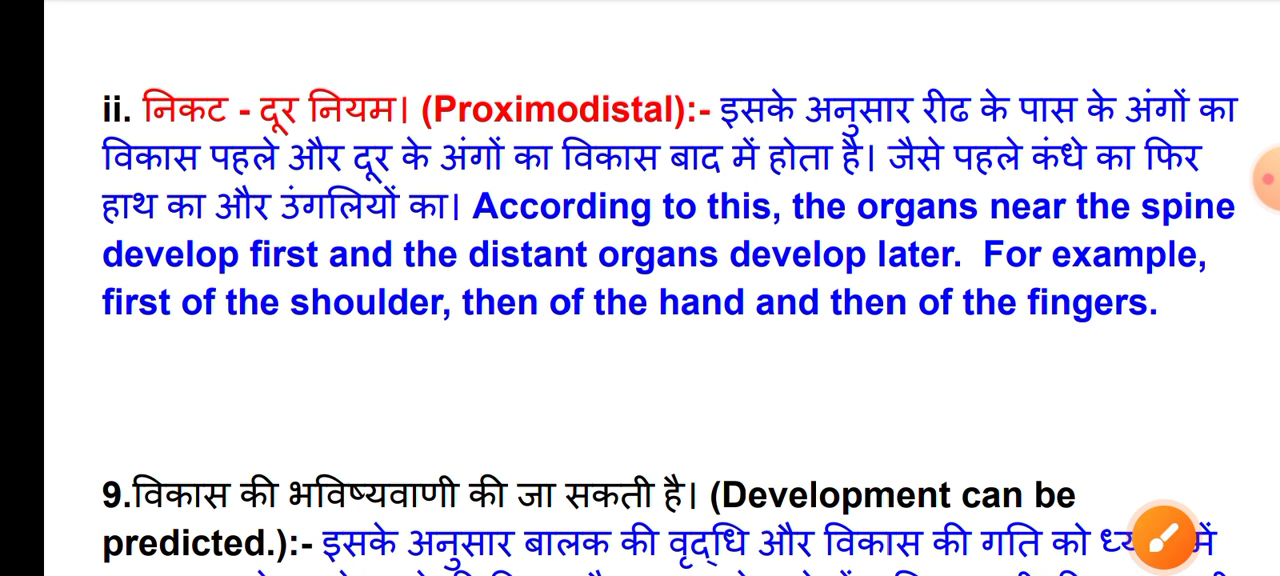 ii. निकट - दूर नियम। (Proximodistal):- इसके अनुसार रीढ के पास के अंगों का
विकास पहले और दूर के अंगों का विकास बाद में होता है। जैसे पहले कंधे का फिर
हाथ का और उंगलियों का। According to this, the organs near the spine
develop first and the distant organs develop later. For example,
first of the shoulder, then of the hand and then of the fingers.
9.विकास की भविष्यवाणी की जा सकती है। (Development can be
predicted.):- इसके अनुसार बालक की वृद्धि और विकास की गति को में